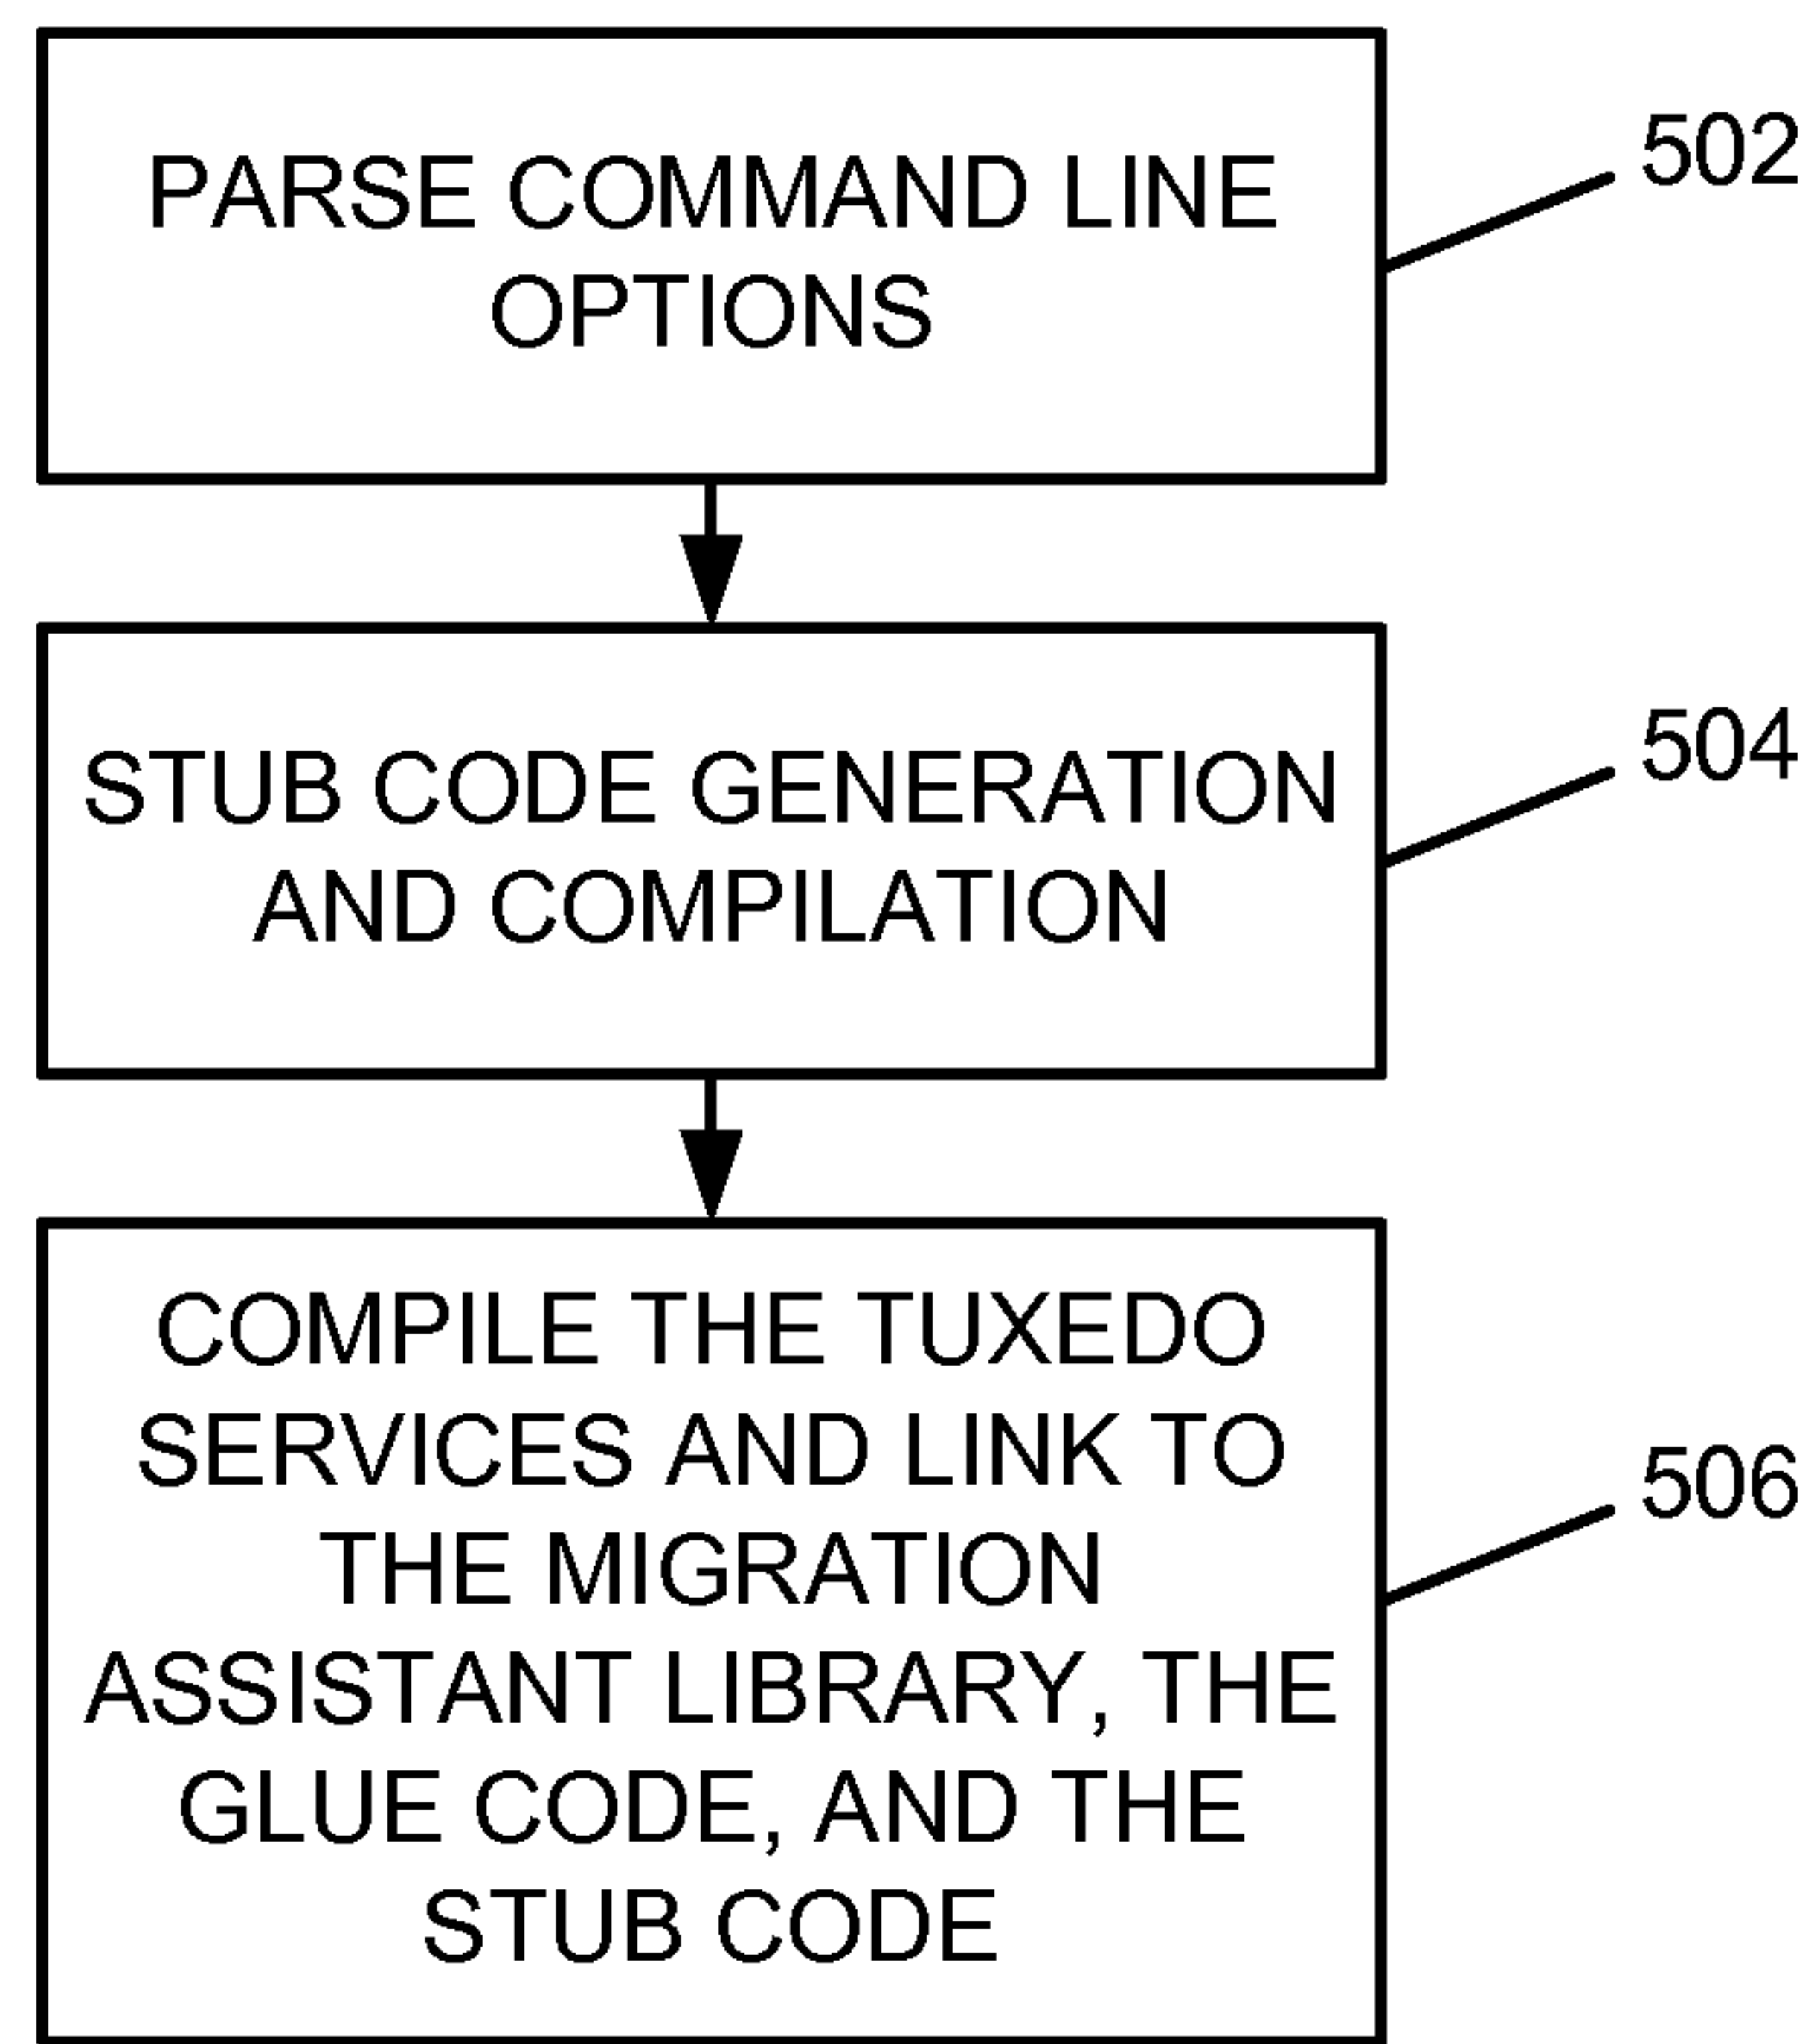 PARSE COMMAND LINE
OPTIONS
502
STUB CODE GENERATION
AND COMPILATION
504
COMPILE THE TUXEDO
SERVICES AND LINK TO
THE MIGRATION
ASSISTANT LIBRARY, THE
GLUE CODE, AND THE
STUB CODE
506